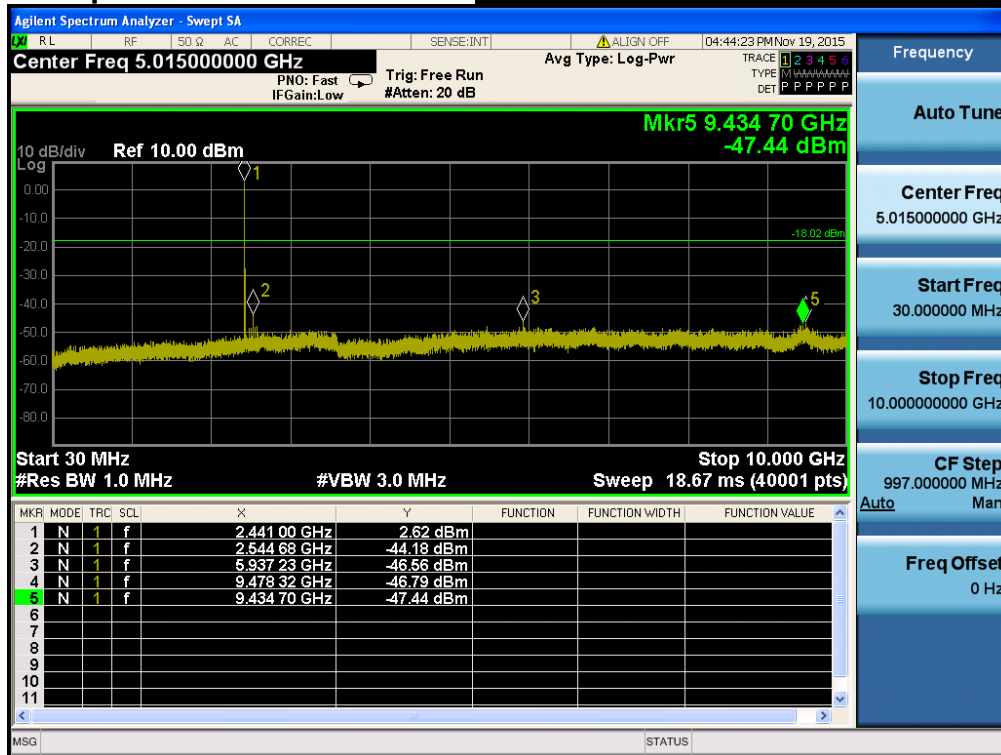 Agilent Spectrum Analyzer - Swept SA
LXI RL RF 50 Ω AC CORREC SENSE:INT ALIGN OFF 04:44:23 PM Nov 19, 2015
Center Freq 5.015000000 GHz
PNO: Fast
IFGain:Low
Trig: Free Run
#Atten: 20 dB
Avg Type: Log-Pwr
TRACE 1 2 3 4 5 6
TYPE M W W W W W
DET P P P P P P
Mkr5 9.434 70 GHz
-47.44 dBm
10 dB/div Ref 10.00 dBm
Log
1
0.00
-10.0
-18.02 dBm
-20.0
-30.0
2
3
5
-40.0
-50.0
-60.0
-70.0
-80.0
Start 30 MHz Stop 10.000 GHz
#Res BW 1.0 MHz #VBW 3.0 MHz Sweep 18.67 ms (40001 pts)
MKR MODE TRC SCL X Y FUNCTION FUNCTION WIDTH FUNCTION VALUE
1 N 1 f 2.441 00 GHz 2.62 dBm
2 N 1 f 2.544 68 GHz -44.18 dBm
3 N 1 f 5.937 23 GHz -46.56 dBm
4 N 1 f 9.478 32 GHz -46.79 dBm
5 N 1 f 9.434 70 GHz -47.44 dBm
6
7
8
9
10
11
MSG STATUS
Frequency
Auto Tune
Center Freq
5.015000000 GHz
Start Freq
30.000000 MHz
Stop Freq
10.000000000 GHz
CF Step
997.000000 MHz
Auto Man
Freq Offset
0 Hz